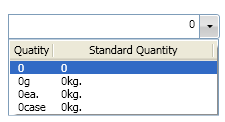 0
Quatity Standard Quantity
0 0
0g 0kg.
0ea. 0kg.
0case 0kg.